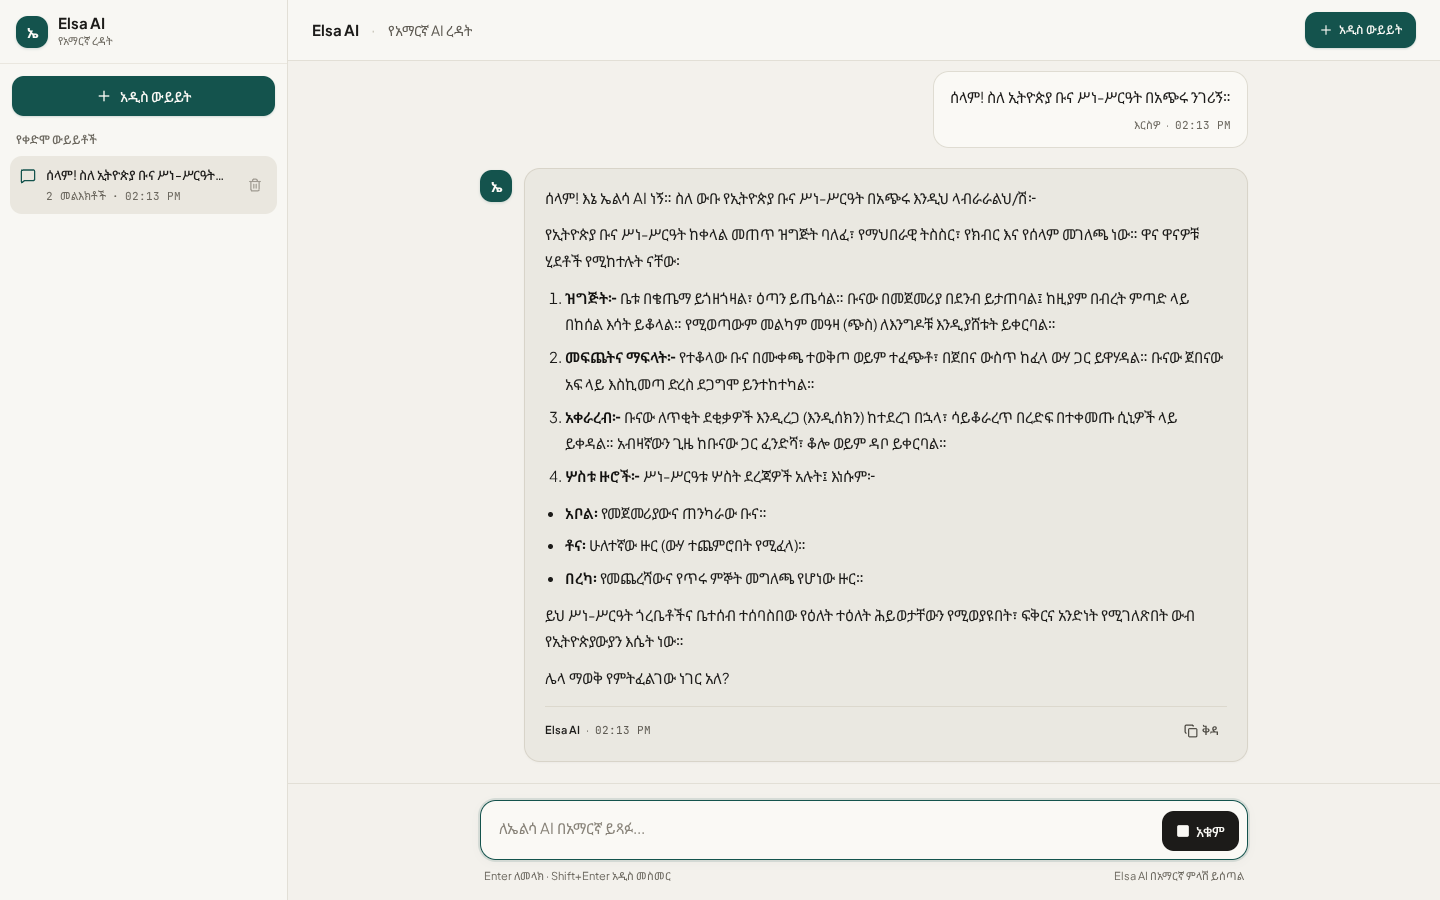 ኤ
Elsa AI
የአማርኛ ረዳት
አዲስ ውይይት
የቀድሞ ውይይቶች
ሰላም! ስለ ኢትዮጵያ ቡና ሥነ-ሥርዓት...
2 መልእክቶች · 02:13 PM
Elsa AI · የአማርኛ AI ረዳት
አዲስ ውይይት
ሰላም! ስለ ኢትዮጵያ ቡና ሥነ-ሥርዓት በአጭሩ ንገሪኝ።
እርስዎ · 02:13 PM
ኤ
ሰላም! እኔ ኤልሳ AI ነኝ። ስለ ውቡ የኢትዮጵያ ቡና ሥነ-ሥርዓት በአጭሩ እንዲህ ላብራራልህ/ሽ፦
የኢትዮጵያ ቡና ሥነ-ሥርዓት ከቀላል መጠጥ ዝግጅት ባለፈ፣ የማህበራዊ ትስስር፣ የክብር እና የሰላም መገለጫ ነው። ዋና ዋናዎቹ
ሂደቶች የሚከተሉት ናቸው፡
1. ዝግጅት፦ ቤቱ በቄጤማ ይጎዘጎዛል፣ ዕጣን ይጤሳል። ቡናው በመጀመሪያ በደንብ ይታጠባል፤ ከዚያም በብረት ምጣድ ላይ
በከሰል እሳት ይቆላል። የሚወጣውም መልካም መዓዛ (ጭስ) ለእንግዶቹ እንዲያሸቱት ይቀርባል።
2. መፍጨትና ማፍላት፦ የተቆላው ቡና በሙቀጫ ተወቅጦ ወይም ተፈጭቶ፣ በጀበና ውስጥ ከፈላ ውሃ ጋር ይዋሃዳል። ቡናው ጀበናው
አፍ ላይ እስኪመጣ ድረስ ደጋግሞ ይንተከተካል።
3. አቀራረብ፦ ቡናው ለጥቂት ደቂቃዎች እንዲረጋ (እንዲሰክን) ከተደረገ በኋላ፣ ሳይቆራረጥ በረድፍ በተቀመጡ ሲኒዎች ላይ
ይቀዳል። አብዛኛውን ጊዜ ከቡናው ጋር ፈንድሻ፣ ቆሎ ወይም ዳቦ ይቀርባል።
4. ሦስቱ ዙሮች፦ ሥነ-ሥርዓቱ ሦስት ደረጃዎች አሉት፤ እነሱም፦
• አቦል፡ የመጀመሪያውና ጠንካራው ቡና።
• ቶና፡ ሁለተኛው ዙር (ውሃ ተጨምሮበት የሚፈላ)።
• በረካ፡ የመጨረሻውና የጥሩ ምኞት መግለጫ የሆነው ዙር።
ይህ ሥነ-ሥርዓት ጎረቤቶችና ቤተሰብ ተሰባስበው የዕለት ተዕለት ሕይወታቸውን የሚወያዩበት፣ ፍቅርና አንድነት የሚገለጽበት ውብ
የኢትዮጵያውያን እሴት ነው።
ሌላ ማወቅ የምትፈልገው ነገር አለ?
Elsa AI · 02:13 PM
ቅዳ
ለኤልሳ AI በአማርኛ ይጻፉ...
አቁም
Enter ለመላክ · Shift+Enter አዲስ መስመር
Elsa AI በአማርኛ ምላሽ ይሰጣል